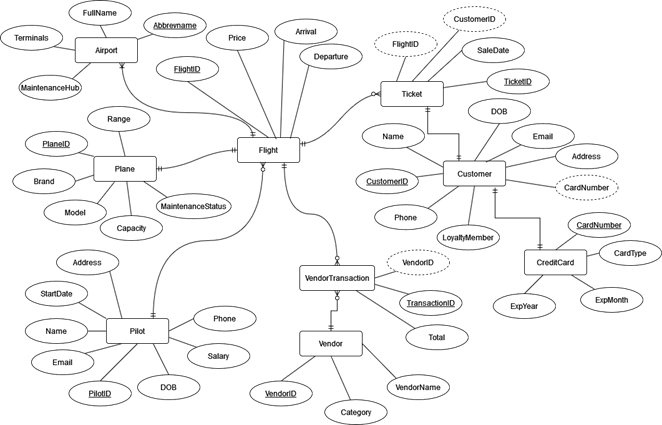 FullName
Abbrevname
Terminals
Airport
MaintenanceHub
Price
Arrival
Departure
FlightID
CustomerID
FlightID
SaleDate
TicketID
Ticket
Flight
Range
PlaneID
Plane
Brand
Model
Capacity
MaintenanceStatus
DOB
Name
Email
Address
Customer
CustomerID
CardNumber
Phone
LoyaltyMember
CardNumber
CardType
CreditCard
ExpYear
ExpMonth
VendorID
VendorTransaction
TransactionID
Total
Vendor
VendorID
VendorName
Category
Address
StartDate
Name
Pilot
Phone
Email
Salary
PilotID
DOB